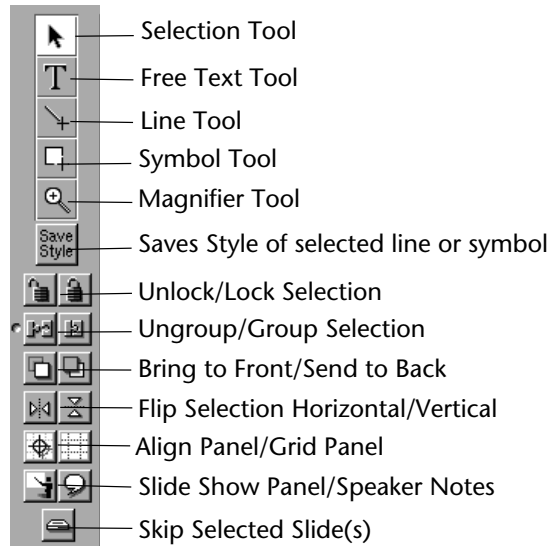 Selection Tool
T
Free Text Tool
Line Tool
Symbol Tool
Magnifier Tool
Save
Style
Saves Style of selected line or symbol
Unlock/Lock Selection
Ungroup/Group Selection
Bring to Front/Send to Back
Flip Selection Horizontal/Vertical
Align Panel/Grid Panel
Slide Show Panel/Speaker Notes
Skip Selected Slide(s)